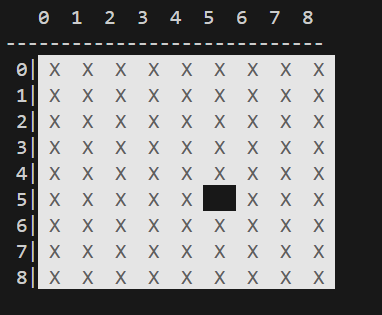 0 1 2 3 4 5 6 7 8
---------------------------
0| X X X X X X X X X
1| X X X X X X X X X
2| X X X X X X X X X
3| X X X X X X X X X
4| X X X X X X X X X
5| X X X X X   X X X
6| X X X X X X X X X
7| X X X X X X X X X
8| X X X X X X X X X